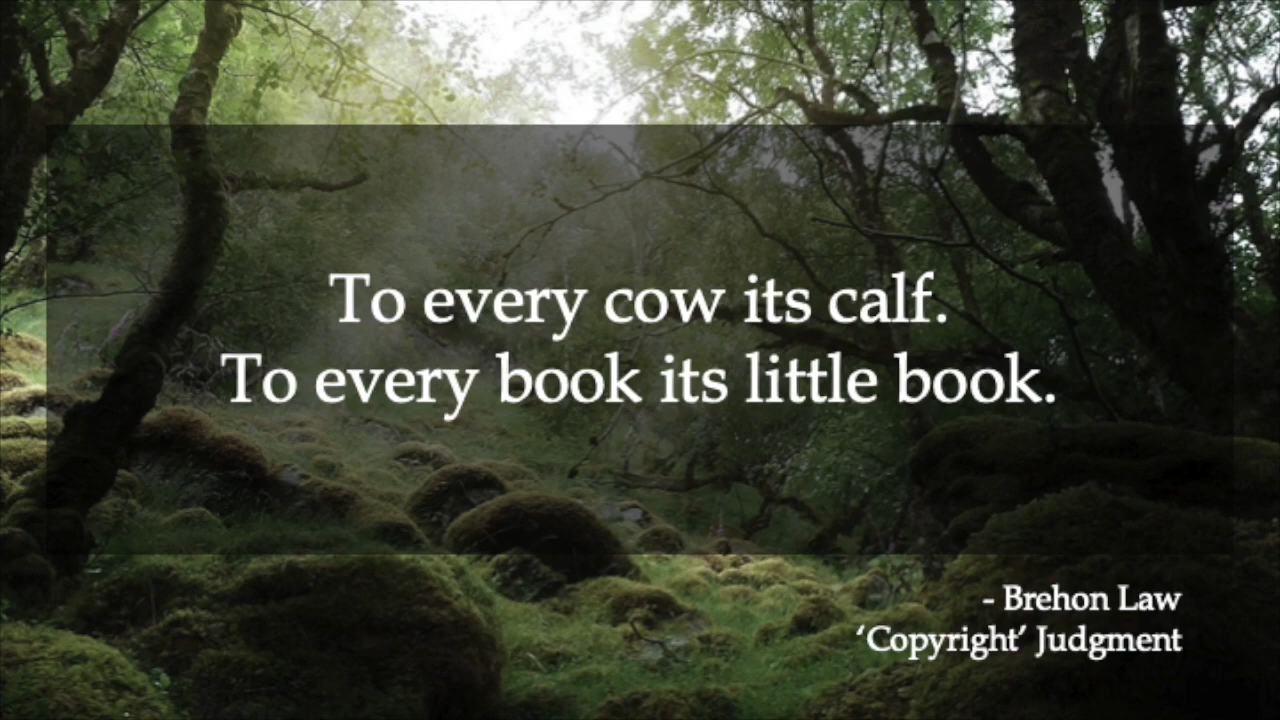 To every cow its calf.
To every book its little book.
- Brehon Law
‘Copyright’ Judgment